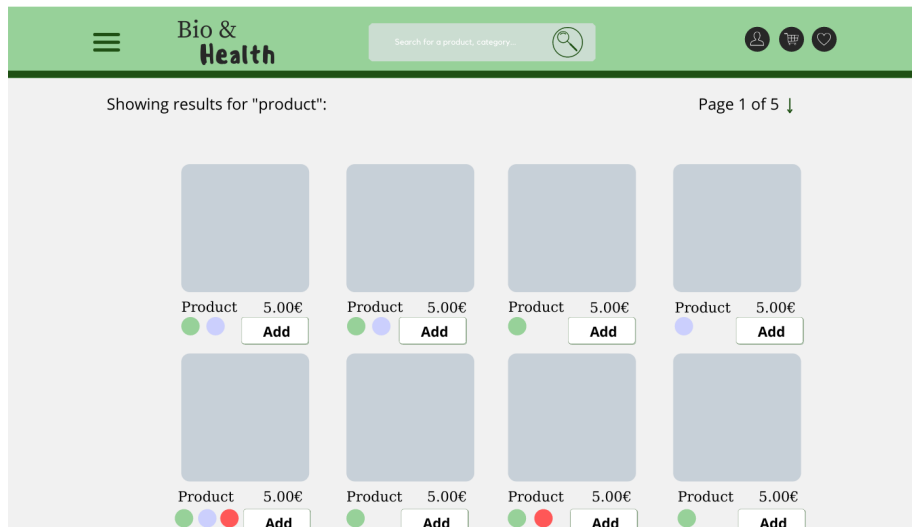 Bio &
Health
Search for a product, category...
Showing results for "product":
Page 1 of 5 ↓
Product 5.00€
Add
Product 5.00€
Add
Product 5.00€
Add
Product 5.00€
Add
Product 5.00€
Add
Product 5.00€
Add
Product 5.00€
Add
Product 5.00€
Add